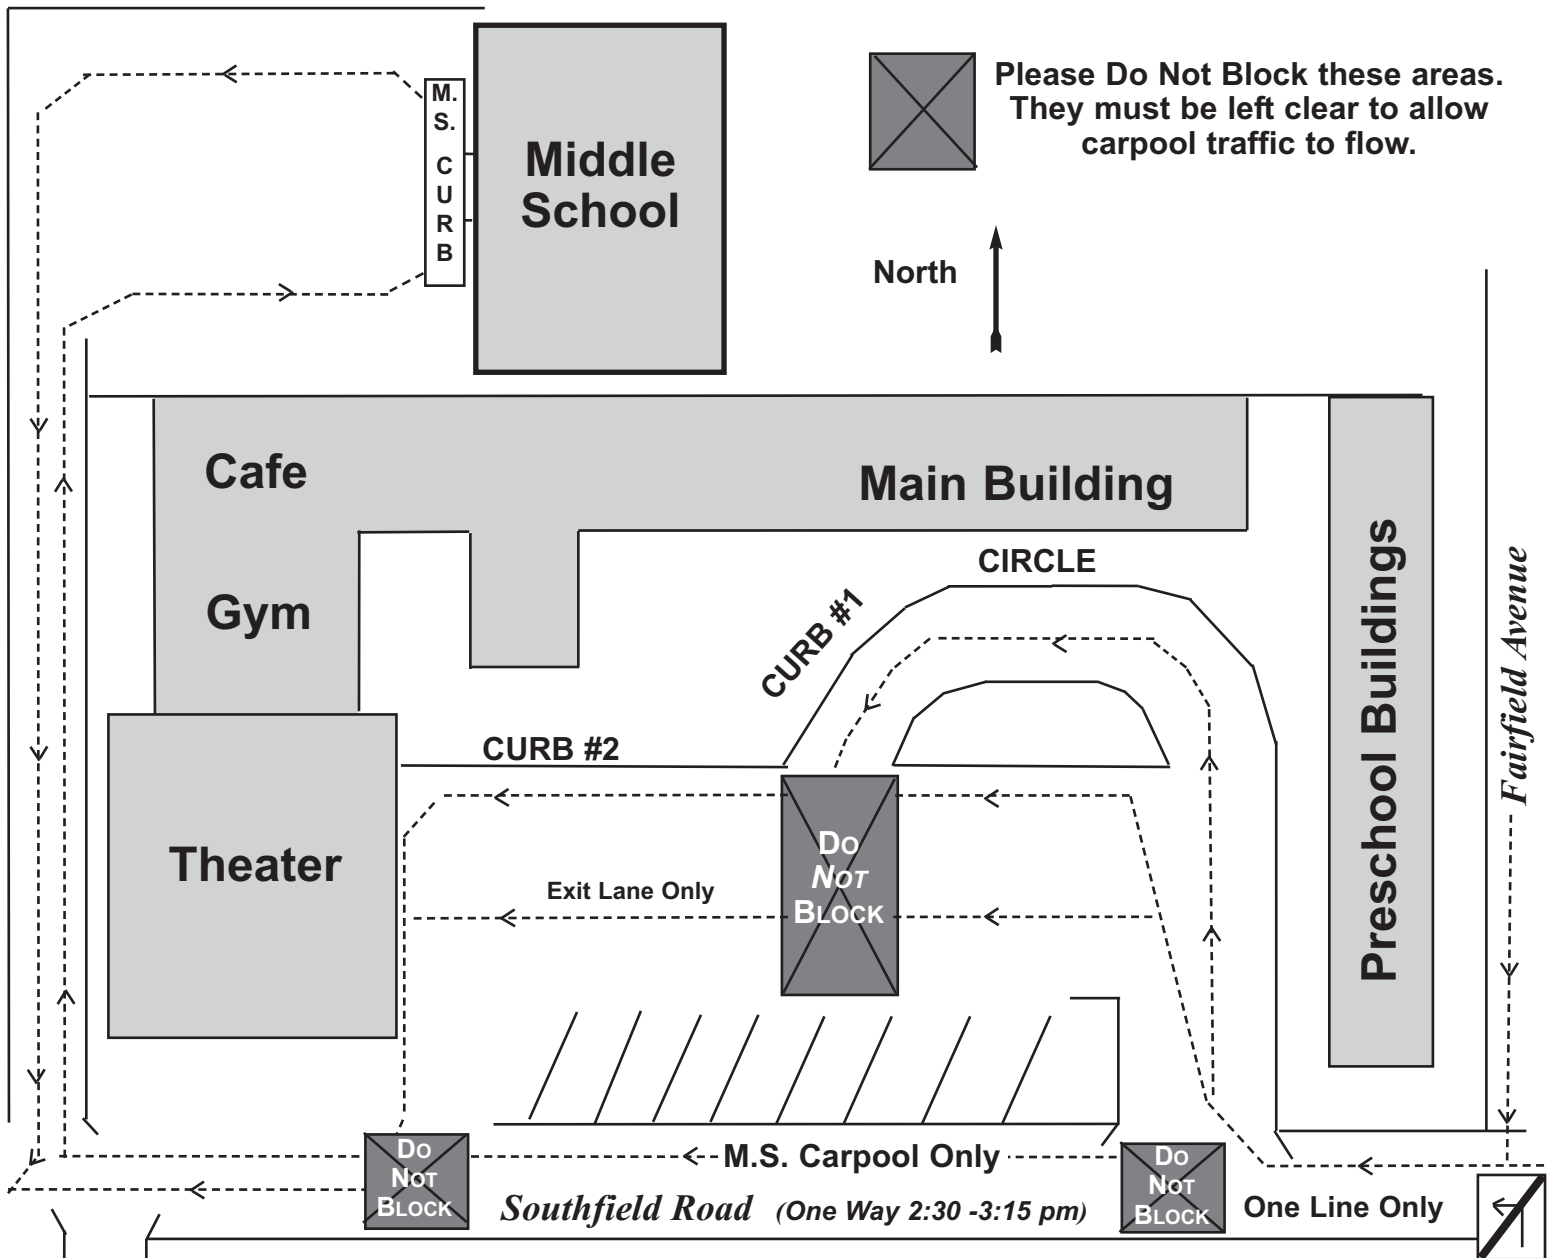 M.
S.
C
U
R
B
Middle
School
Please Do Not Block these areas.
They must be left clear to allow
carpool traffic to flow.
North
Cafe
Main Building
Gym
CIRCLE
CURB #1
CURB #2
Preschool Buildings
Fairfield Avenue
Theater
DO
NOT
BLOCK
Exit Lane Only
DO
NOT
BLOCK
M.S. Carpool Only
DO
NOT
BLOCK
Southfield Road (One Way 2:30 -3:15 pm)
One Line Only